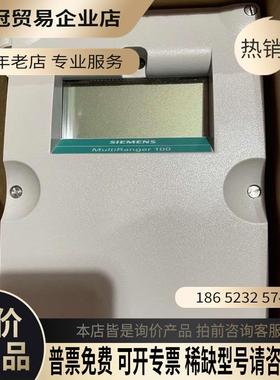 冠贸易企业店
年老店 专业服务
热销
SIEMENS
MultiRanger 100
186 5232 574
价
品
本店皆是询价产品 拍前咨询客服
普票免费 可开专票 稀缺型号请咨